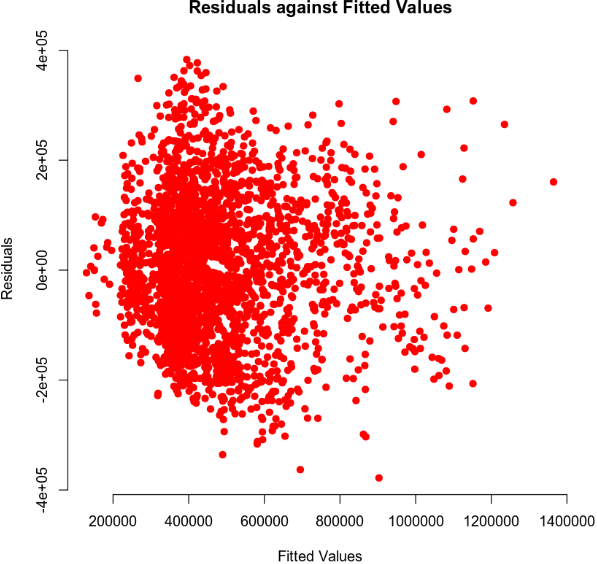 Residuals against Fitted Values
Residuals
4e+05
2e+05
0e+00
-2e+05
-4e+05
200000 400000 600000 800000 1000000 1200000 1400000
Fitted Values